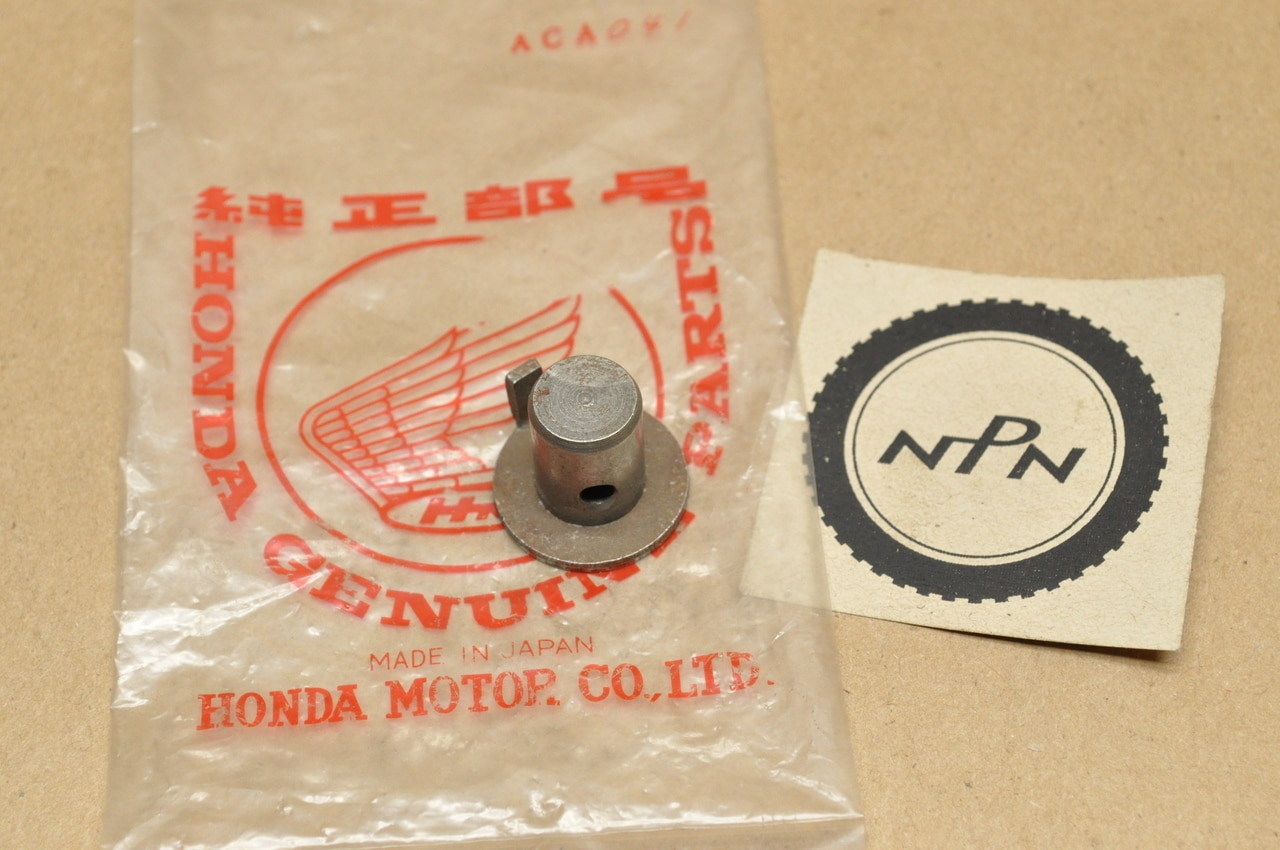 ACA041
純正部品
HONDA
PARTS
GENUINE
MADE IN JAPAN
HONDA MOTOR CO., LTD.
NPN